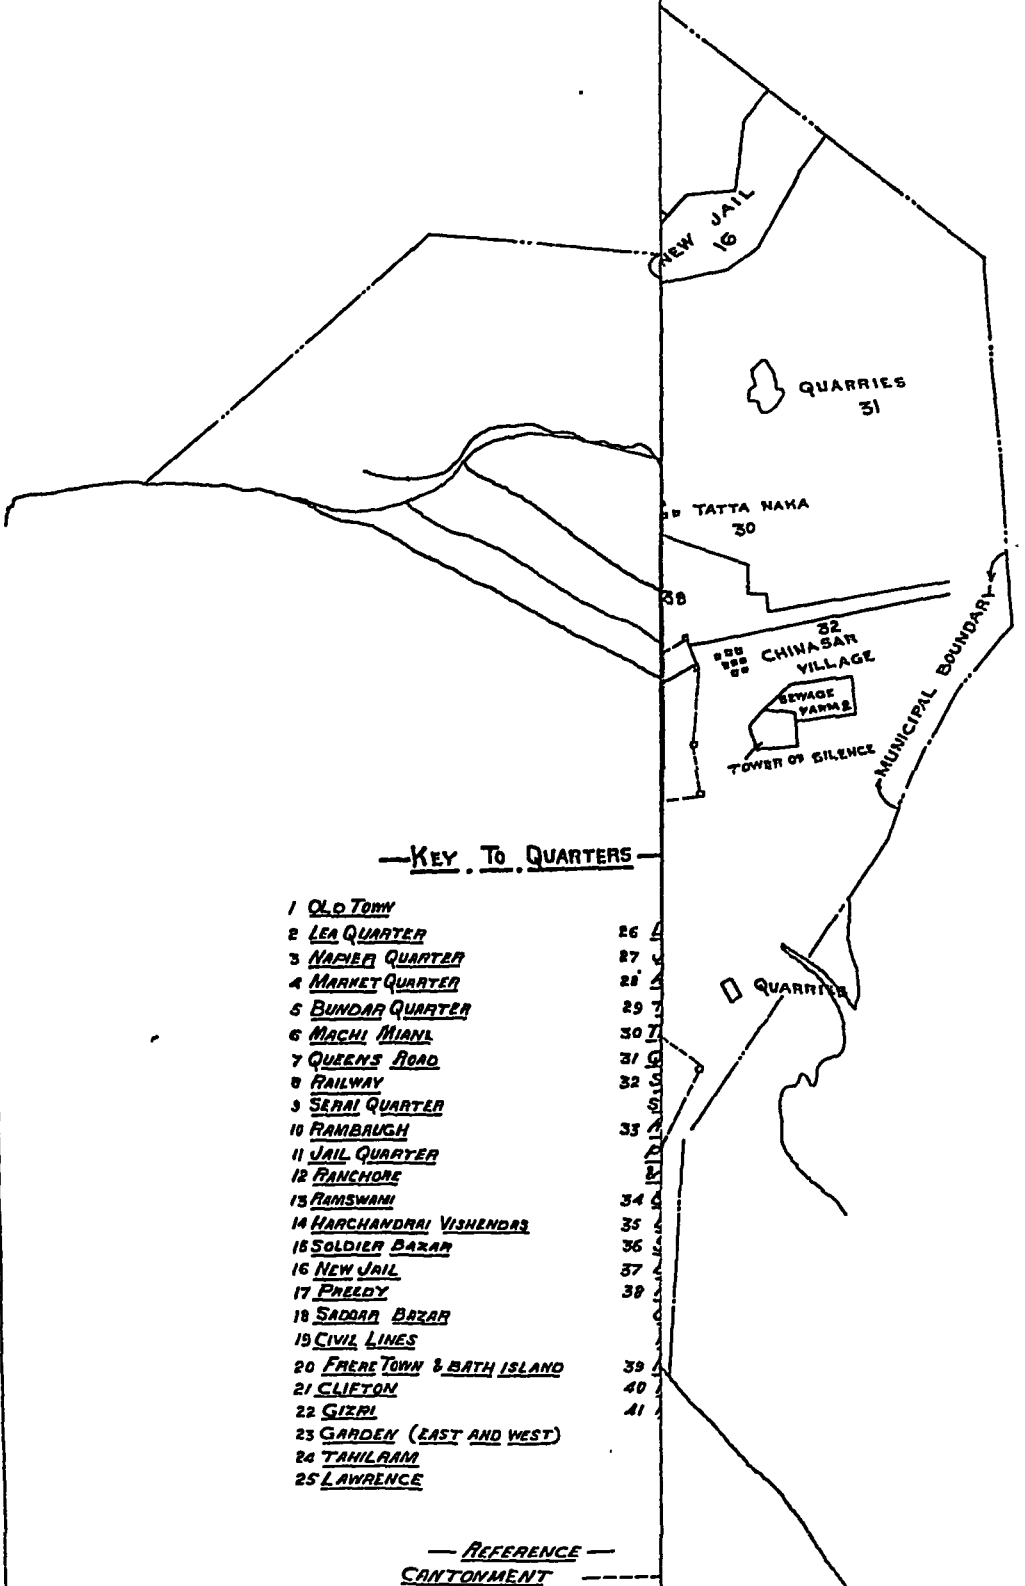 NEW JAIL
16
QUARRIES
31
TATTA NAKA
30
38
32
CHINASAR
VILLAGE
SEWAGE
FARM 2
TOWER OF SILENCE
MUNICIPAL BOUNDARY
QUARRIES
— KEY TO QUARTERS —
1 OLD TOWN
2 LEA QUARTER
3 NAPIER QUARTER
4 MARKET QUARTER
5 BUNDAR QUARTER
6 MACHI MIANI
7 QUEENS ROAD
8 RAILWAY
9 SERAI QUARTER
10 RAMBAUGH
11 JAIL QUARTER
12 RANCHORE
13 RAMSWANI
14 HARCHANDRAI VISHENDAS
15 SOLDIER BAZAR
16 NEW JAIL
17 PREEDY
18 SADDAR BAZAR
19 CIVIL LINES
20 FRERE TOWN & BATH ISLAND
21 CLIFTON
22 GIZRI
23 GARDEN (EAST AND WEST)
24 TAHILRAM
25 LAWRENCE
26
27
28
29
30
31
32
33
34
35
36
37
38
39
40
41
— REFERENCE —
CANTONMENT